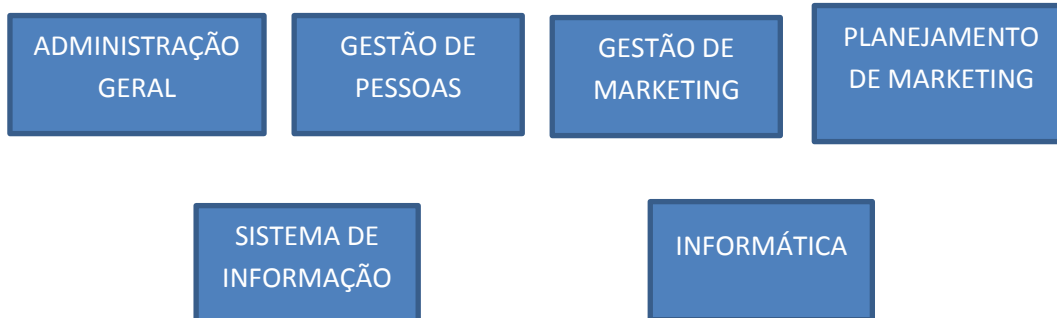 ADMINISTRAÇÃO
GERAL
GESTÃO DE
PESSOAS
GESTÃO DE
MARKETING
PLANEJAMENTO
DE MARKETING
SISTEMA DE
INFORMAÇÃO
INFORMÁTICA